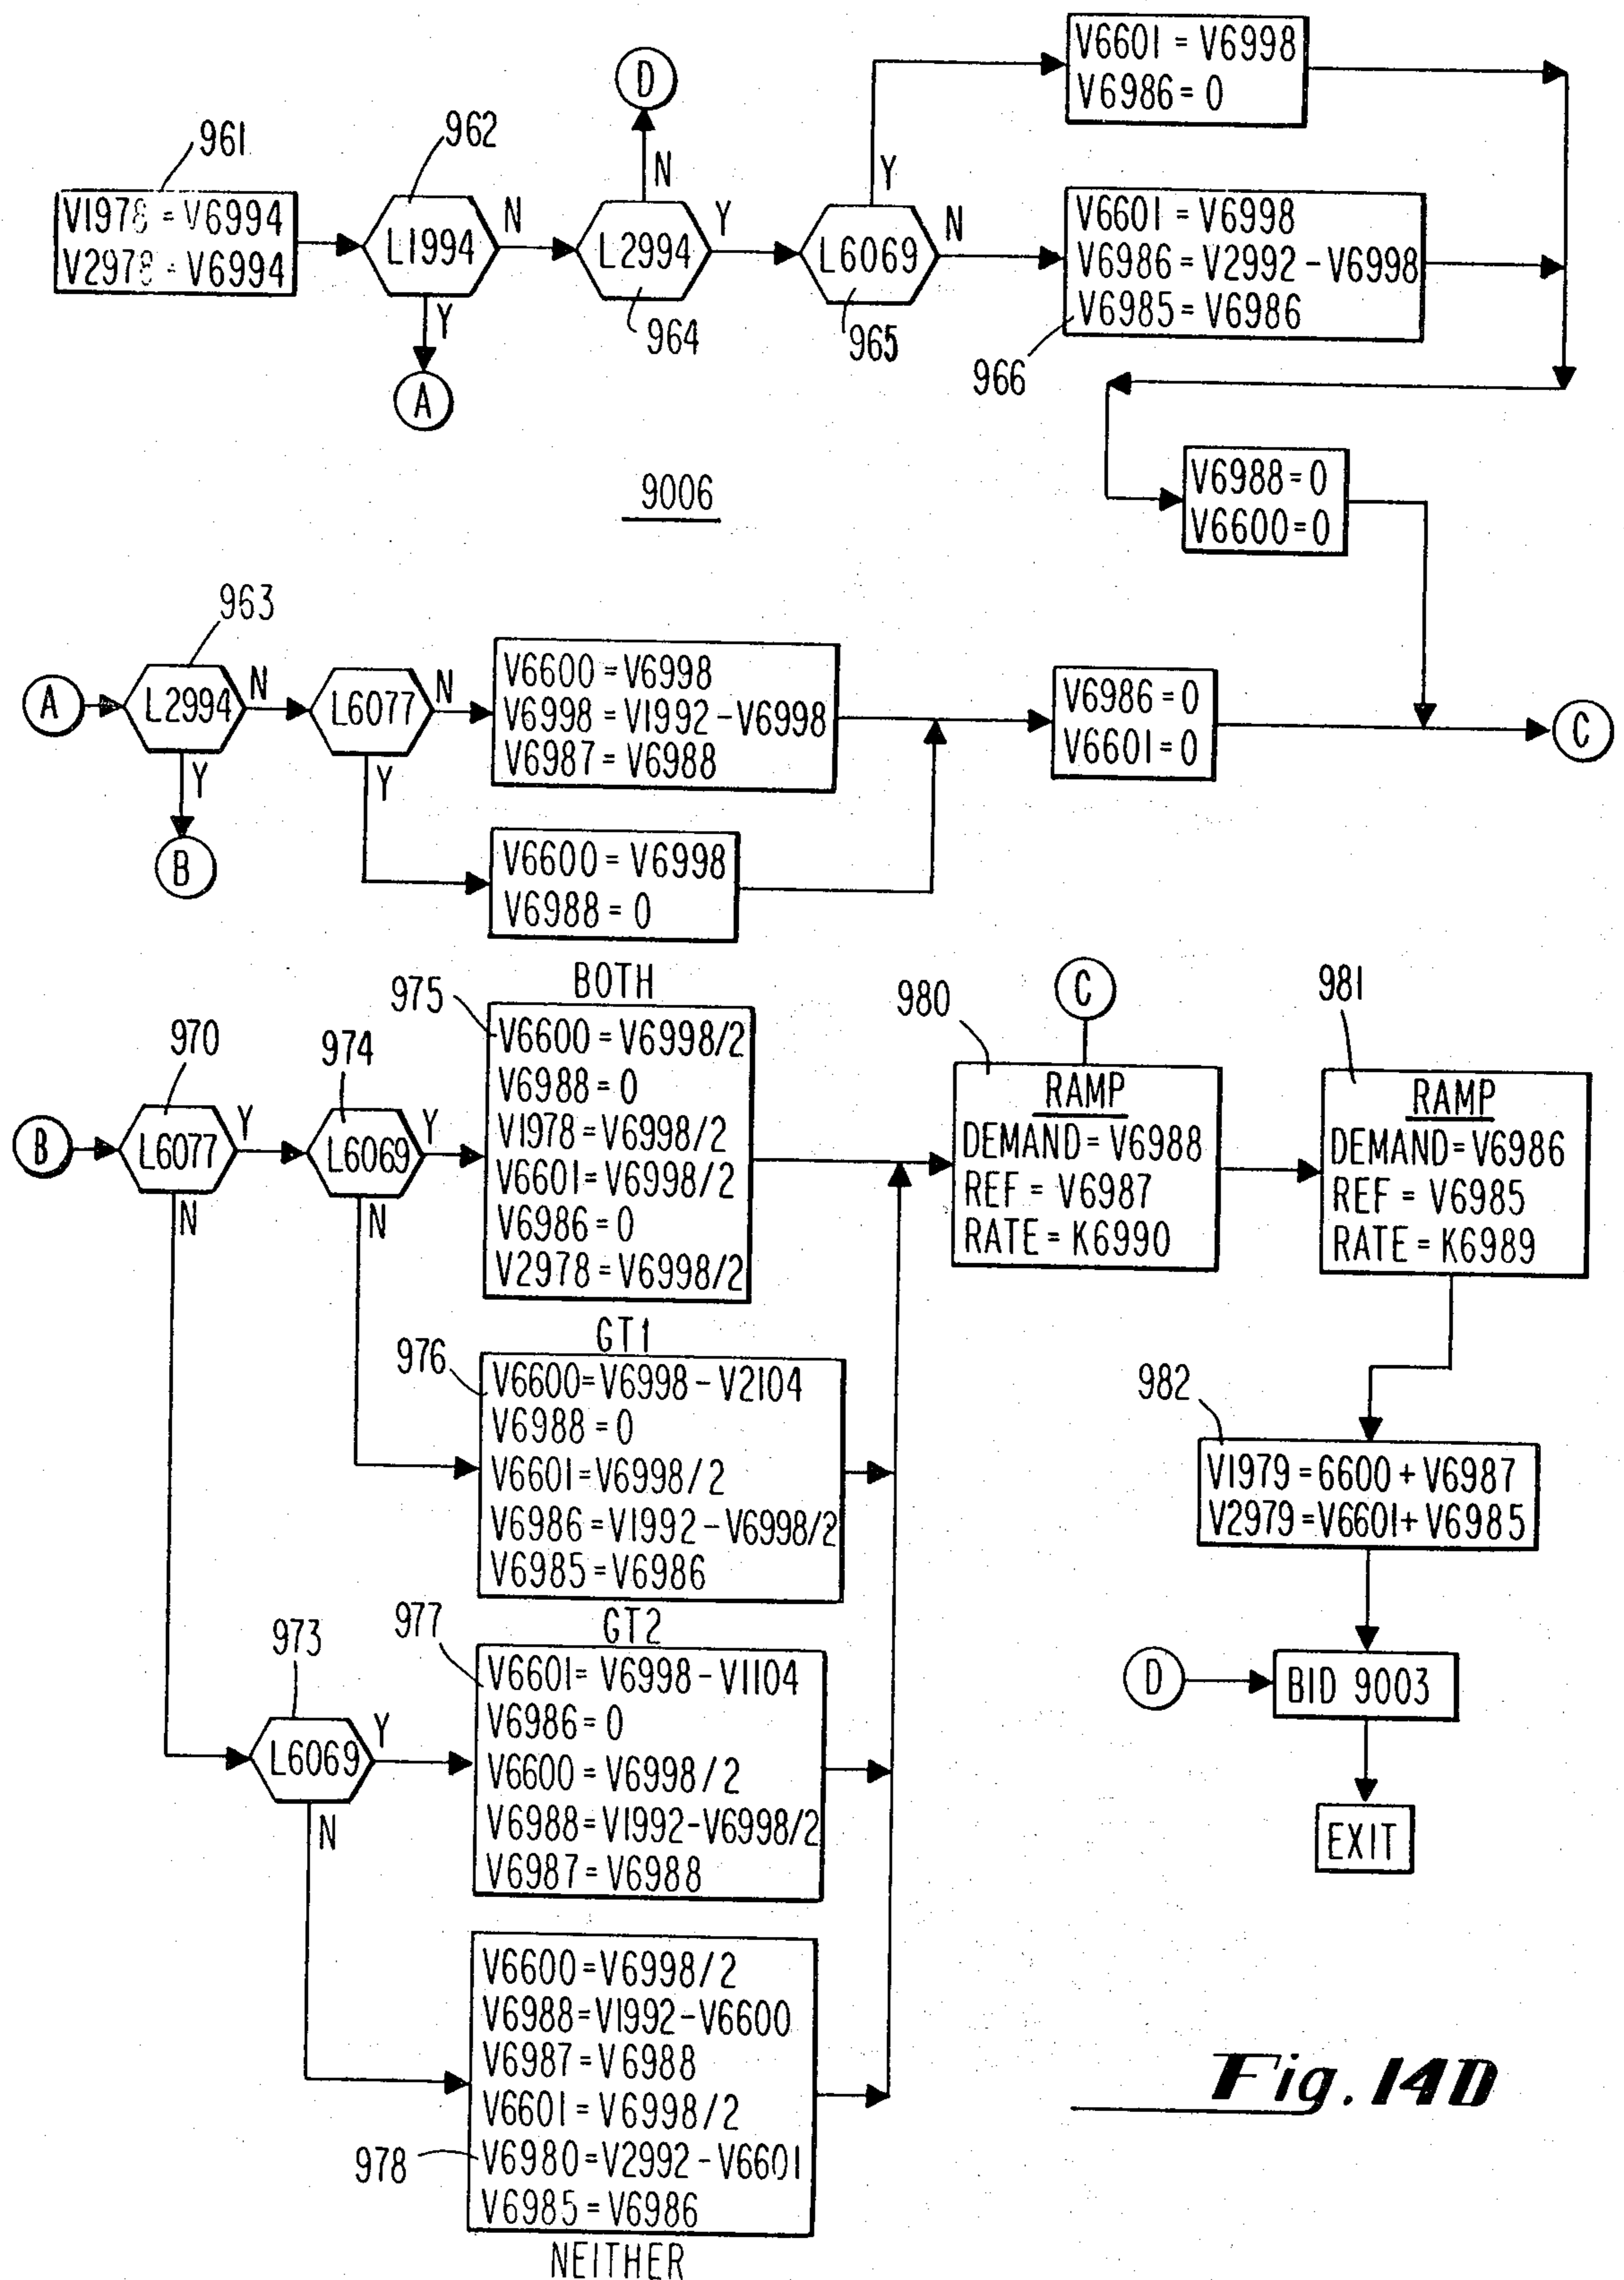 V6601 = V6998
V6986 = 0
D
961
962
N
Y
V1978 = V6994
V2978 = V6994
L1994
N
L2994
Y
L6069
N
V6601 = V6998
V6986 = V2992 - V6998
V6985 = V6986
Y
964
965
966
A
9006
V6988 = 0
V6600 = 0
963
A
L2994
N
L6077
N
V6600 = V6998
V6998 = V1992 - V6998
V6987 = V6988
V6986 = 0
V6601 = 0
C
Y
Y
B
V6600 = V6998
V6988 = 0
BOTH
975
970
974
B
L6077
Y
L6069
Y
N
N
V6600 = V6998/2
V6988 = 0
V1978 = V6998/2
V6601 = V6998/2
V6986 = 0
V2978 = V6998/2
C
980
RAMP
DEMAND = V6988
REF = V6987
RATE = K6990
981
RAMP
DEMAND = V6986
REF = V6985
RATE = K6989
GT1
976
V6600 = V6998 - V2104
V6988 = 0
V6601 = V6998/2
V6986 = V1992 - V6998/2
V6985 = V6986
982
V1979 = 6600 + V6987
V2979 = V6601 + V6985
GT2
977
973
L6069
Y
N
V6601 = V6998 - V1104
V6986 = 0
V6600 = V6998/2
V6988 = V1992 - V6998/2
V6987 = V6988
D
BID 9003
EXIT
V6600 = V6998/2
V6988 = V1992 - V6600
V6987 = V6988
V6601 = V6998/2
V6980 = V2992 - V6601
V6985 = V6986
978
NEITHER
Fig. 14D